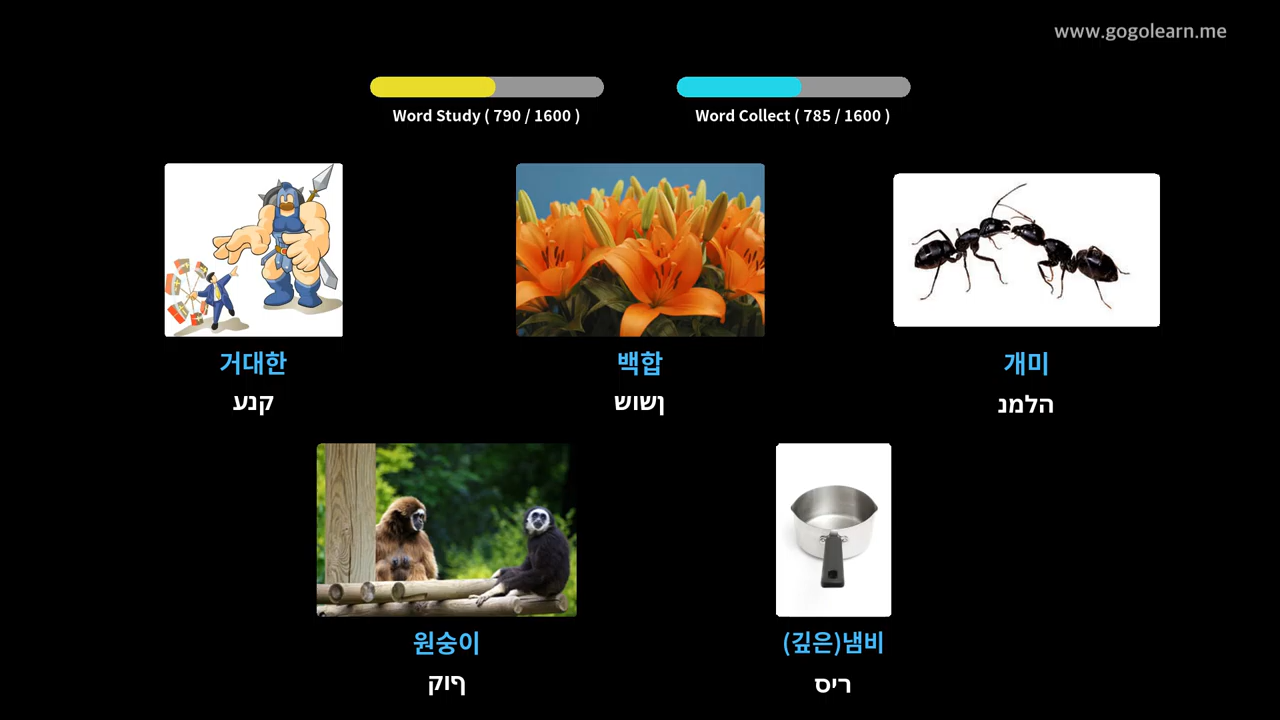 www.gogolearn.me
Word Study ( 790 / 1600 )
Word Collect ( 785 / 1600 )
거대한
קנע
백합
ןשוש
개미
הלמנ
원숭이
ףוק
(깊은)냄비
ריס